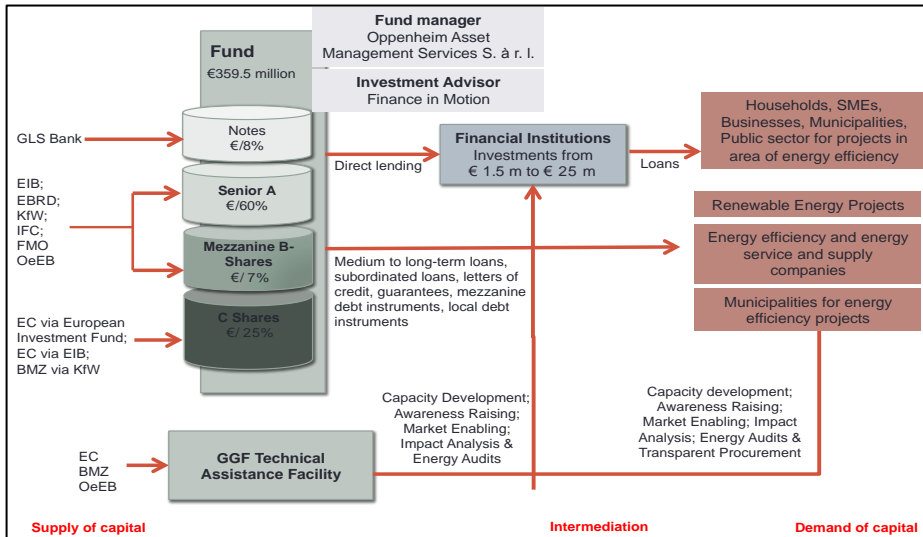 Fund
€359.5 million
Fund manager
Oppenheim Asset
Management Services S. à r. l.
Investment Advisor
Finance in Motion
GLS Bank
Notes
€/8%
EIB;
EBRD;
KfW;
IFC;
FMO
OeEB
Senior A
€/60%
Mezzanine B-
Shares
€/ 7%
EC via European
Investment Fund;
EC via EIB;
BMZ via KfW
C Shares
€/ 25%
Direct lending
Financial Institutions
Investments from
€ 1.5 m to € 25 m
Loans
Households, SMEs,
Businesses, Municipalities,
Public sector for projects in
area of energy efficiency
Renewable Energy Projects
Energy efficiency and energy
service and supply
companies
Municipalities for energy
efficiency projects
Medium to long-term loans,
subordinated loans, letters of
credit, guarantees, mezzanine
debt instruments, local debt
instruments
Capacity Development;
Awareness Raising;
Market Enabling;
Impact Analysis &
Energy Audits
Capacity development;
Awareness Raising;
Market Enabling; Impact
Analysis; Energy Audits &
Transparent Procurement
EC
BMZ
OeEB
GGF Technical
Assistance Facility
Supply of capital
Intermediation
Demand of capital